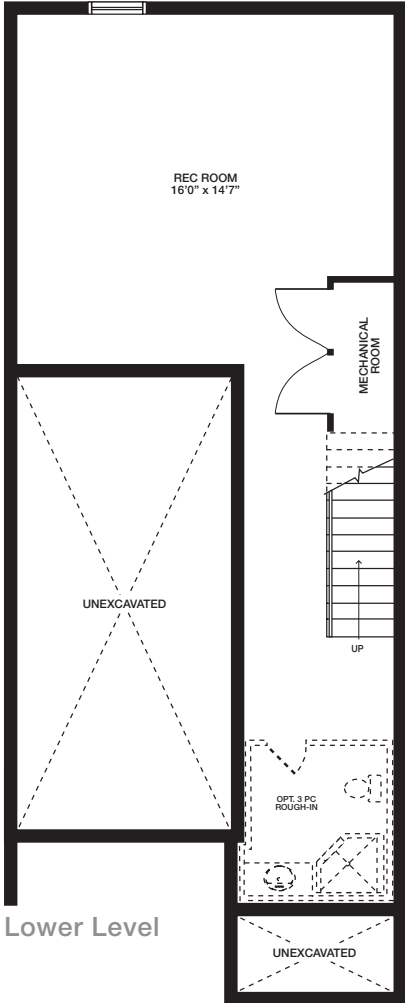 REC ROOM
16'0" x 14'7"
MECHANICAL
ROOM
UNEXCAVATED
UP
OPT. 3 PC
ROUGH-IN
Lower Level
UNEXCAVATED